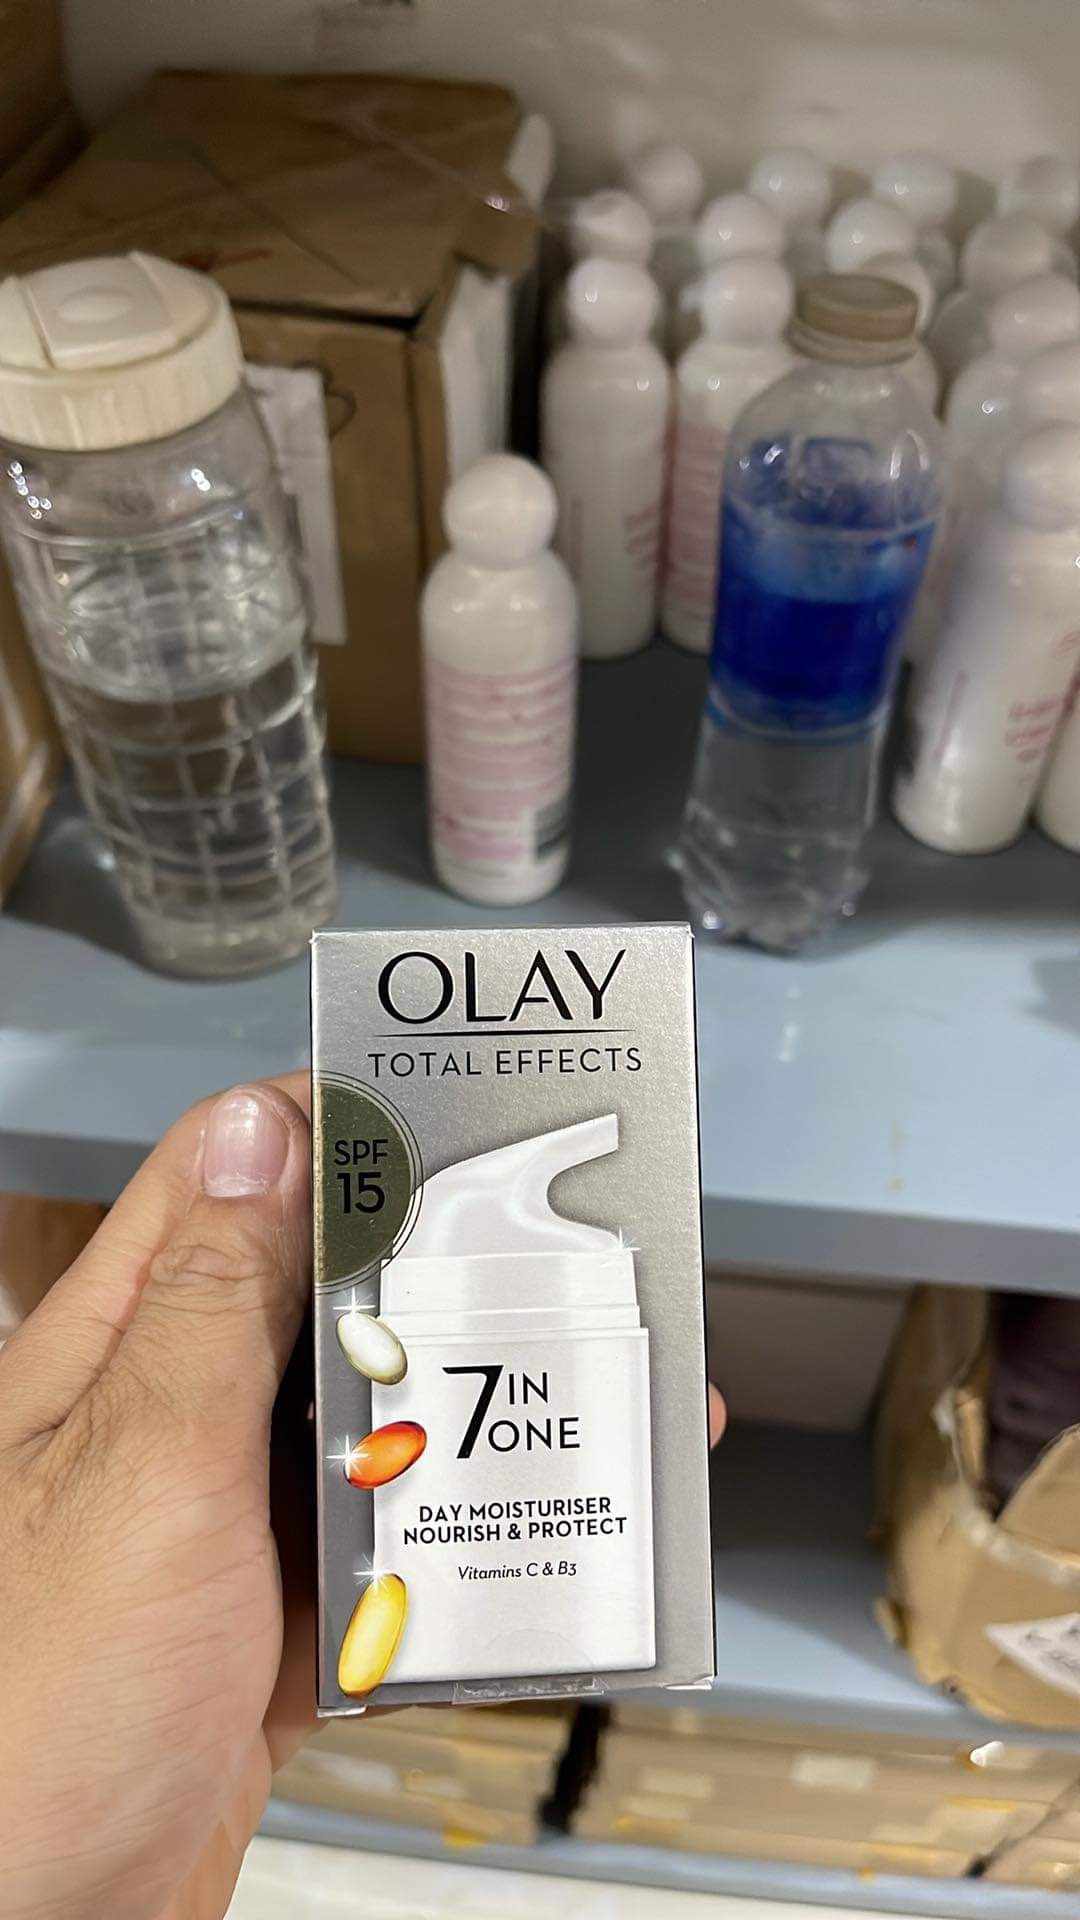 OLAY
TOTAL EFFECTS
SPF
15
7 IN
ONE
DAY MOISTURISER
NOURISH & PROTECT
Vitamins C & B3